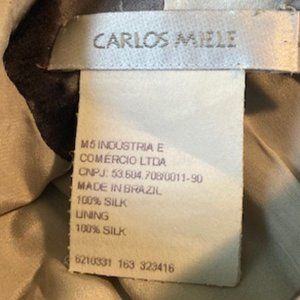 CARLOS MIELE
M5 INDUSTRIA E
COMERCIO LTDA
CNPJ: 53.604.708/0011-90
MADE IN BRAZIL
100% SILK
LINING
100% SILK
6210331 163 323416